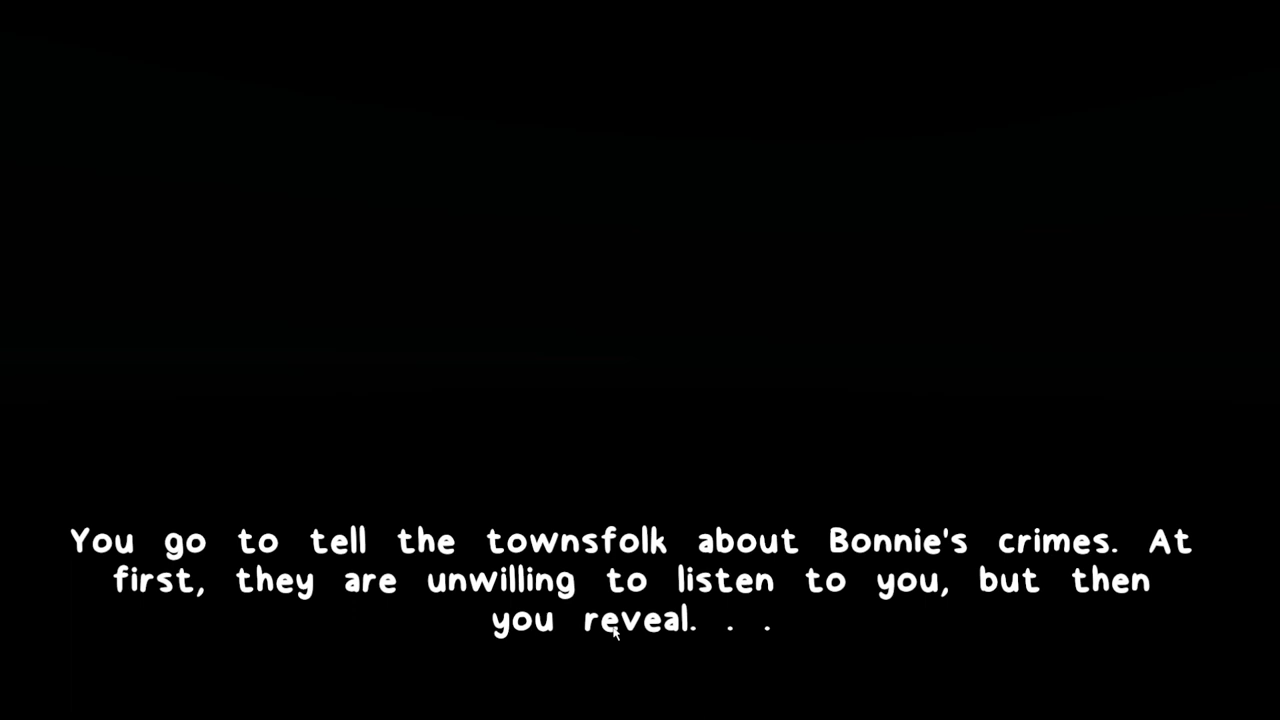 You go to tell the townsfolk about Bonnie's crimes. At
first, they are unwilling to listen to you, but then
you reveal. . .